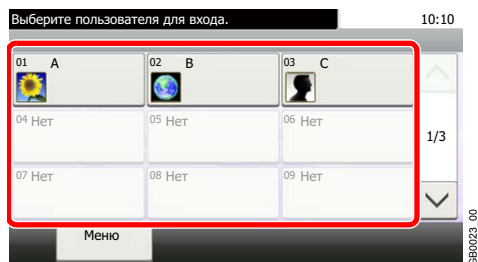 Выберите пользователя для входа. 10:10
01 A 02 B 03 C
04 Нет 05 Нет 06 Нет
1/3
07 Нет 08 Нет 09 Нет
Меню
GB0023_00